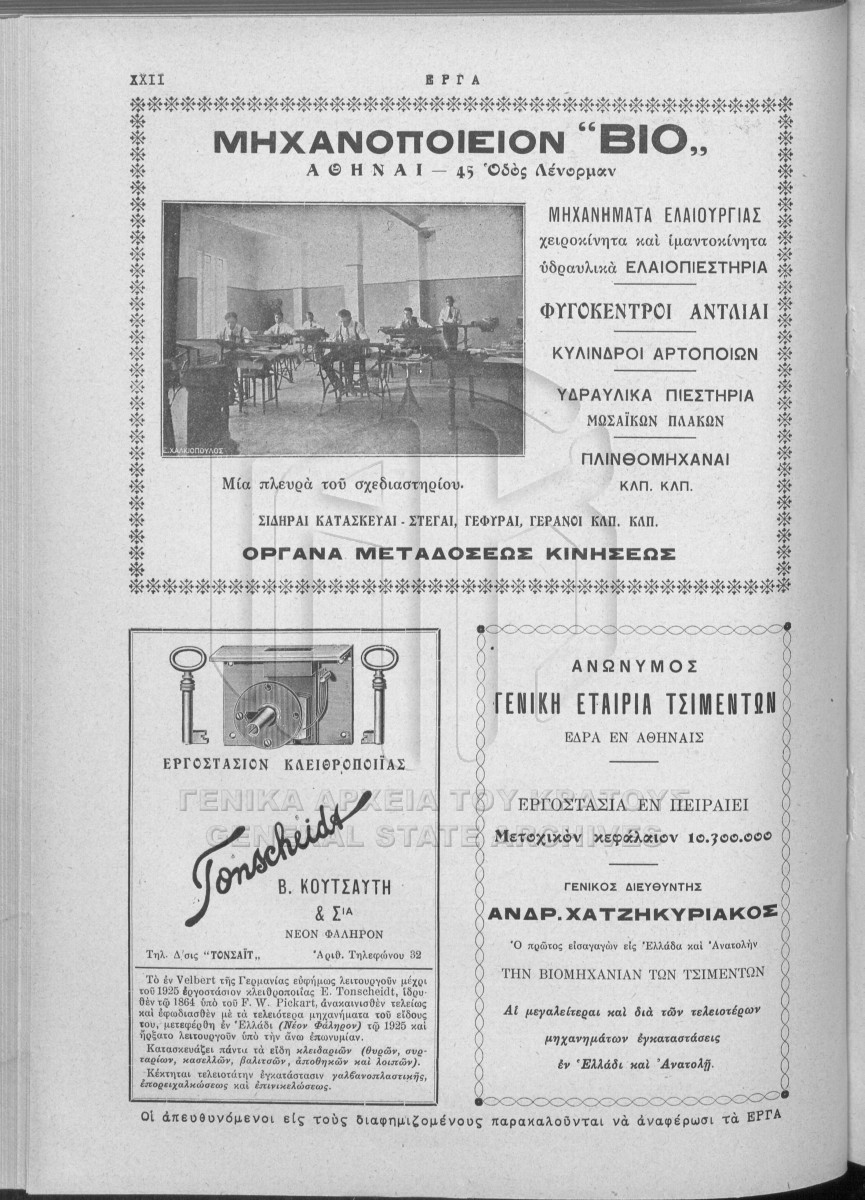 XXII
ΕΡΓΑ
ΜΗΧΑΝΟΠΟΙΕΙΟΝ “ΒΙΟ„
ΑΘΗΝΑΙ — 45 Ὁδὸς Λένορμαν
ΜΗΧΑΝΗΜΑΤΑ ΕΛΑΙΟΥΡΓΙΑΣ
χειροκίνητα καὶ ἱμαντοκίνητα
ὑδραυλικὰ ΕΛΑΙΟΠΙΕΣΤΗΡΙΑ
ΦΥΓΟΚΕΝΤΡΟΙ ΑΝΤΛΙΑΙ
ΚΥΛΙΝΔΡΟΙ ΑΡΤΟΠΟΙΩΝ
ΥΔΡΑΥΛΙΚΑ ΠΙΕΣΤΗΡΙΑ
ΜΩΣΑΪΚΩΝ ΠΛΑΚΩΝ
ΠΛΙΝΘΟΜΗΧΑΝΑΙ
ΚΛΠ. ΚΛΠ.
Σ.ΧΑΛΚΙΟΠΟΥΛΟΣ
Μία πλευρὰ τοῦ σχεδιαστηρίου.
ΣΙΔΗΡΑΙ ΚΑΤΑΣΚΕΥΑΙ - ΣΤΕΓΑΙ, ΓΕΦΥΡΑΙ, ΓΕΡΑΝΟΙ ΚΛΠ. ΚΛΠ.
ΟΡΓΑΝΑ ΜΕΤΑΔΟΣΕΩΣ ΚΙΝΗΣΕΩΣ
ΕΡΓΟΣΤΑΣΙΟΝ ΚΛΕΙΘΡΟΠΟΙΪΑΣ
Tonscheidt
Β. ΚΟΥΤΣΑΥΤΗ
& ΣΙΑ
ΝΕΟΝ ΦΑΛΗΡΟΝ
Τηλ. Δ/σις "ΤΟΝΣΑΪΤ„ Ἀριθ. Τηλεφώνου 32
Τὸ ἐν Velbert τῆς Γερμανίας εὐφήμως λειτουργοῦν μέχρι
τοῦ 1925 ἐργοστάσιον κλειθροποιΐας E. Tonscheidt, ἱδρυ-
θὲν τῷ 1864 ὑπὸ τοῦ F. W. Pickart, ἀνακαινισθὲν τελείως
καὶ ἐφωδιασθὲν μὲ τὰ τελειότερα μηχανήματα τοῦ εἴδους
του, μετεφέρθη ἐν Ἑλλάδι (Νέον Φάληρον) τῷ 1925 καὶ
ἤρξατο λειτουργοῦν ὑπὸ τὴν ἄνω ἐπωνυμίαν.
Κατασκευάζει πάντα τὰ εἴδη κλειδαριῶν (θυρῶν, συρ-
ταρίων, κασελλῶν, βαλιτσῶν, ἀποθηκῶν καὶ λοιπῶν).
Κέκτηται τελειοτάτην ἐγκατάστασιν γαλβανοπλαστικῆς,
ἐπορειχαλκώσεως καὶ ἐπινικελώσεως.
ΑΝΩΝΥΜΟΣ
ΓΕΝΙΚΗ ΕΤΑΙΡΙΑ ΤΣΙΜΕΝΤΩΝ
ΕΔΡΑ ΕΝ ΑΘΗΝΑΙΣ
ΕΡΓΟΣΤΑΣΙΑ ΕΝ ΠΕΙΡΑΙΕΙ
Μετοχικὸν κεφάλαιον 10.300.000
ΓΕΝΙΚΟΣ ΔΙΕΥΘΥΝΤΗΣ
ΑΝΔΡ. ΧΑΤΖΗΚΥΡΙΑΚΟΣ
Ὁ πρῶτος εἰσαγαγὼν εἰς Ἑλλάδα καὶ Ἀνατολὴν
ΤΗΝ ΒΙΟΜΗΧΑΝΙΑΝ ΤΩΝ ΤΣΙΜΕΝΤΩΝ
Αἱ μεγαλείτεραι καὶ διὰ τῶν τελειοτέρων
μηχανημάτων ἐγκαταστάσεις
ἐν Ἑλλάδι καὶ Ἀνατολῇ.
ΓΕΝΙΚΑ ΑΡΧΕΙΑ ΤΟΥ ΚΡΑΤΟΥΣ
GENERAL STATE ARCHIVES
Οἱ ἀπευθυνόμενοι εἰς τοὺς διαφημιζομένους παρακαλοῦνται νὰ ἀναφέρωσι τὰ ΕΡΓΑ